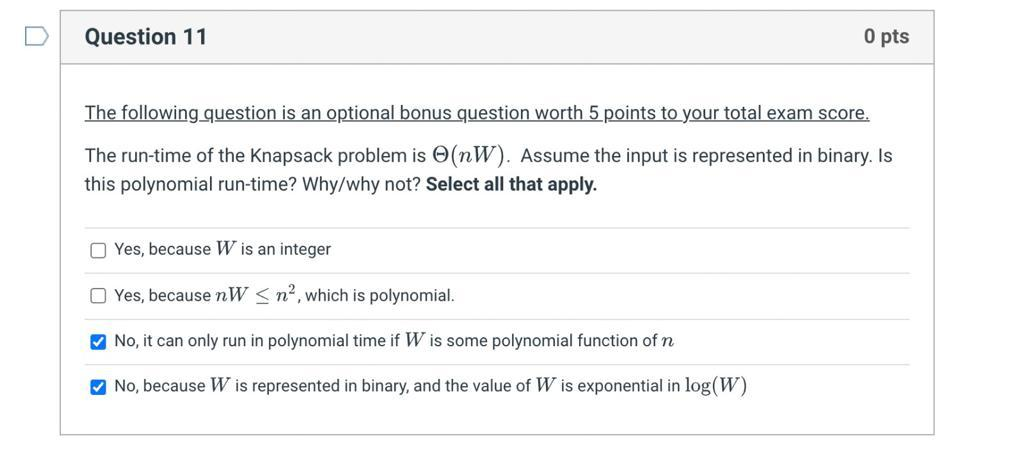 Question 11 0 pts
The following question is an optional bonus question worth 5 points to your total exam score.
The run-time of the Knapsack problem is Θ(nW). Assume the input is represented in binary. Is
this polynomial run-time? Why/why not? Select all that apply.
Yes, because W is an integer
Yes, because nW ≤ n², which is polynomial.
No, it can only run in polynomial time if W is some polynomial function of n
No, because W is represented in binary, and the value of W is exponential in log(W)